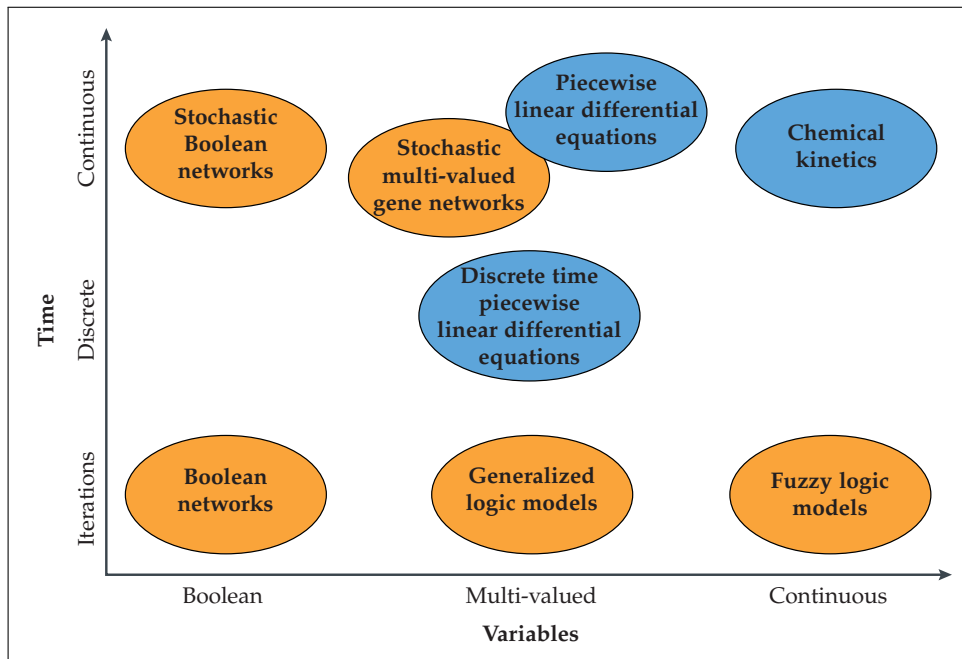 Time
Continuous
Discrete
Iterations
Stochastic
Boolean
networks
Stochastic
multi-valued
gene networks
Piecewise
linear differential
equations
Chemical
kinetics
Discrete time
piecewise
linear differential
equations
Boolean
networks
Generalized
logic models
Fuzzy logic
models
Boolean
Multi-valued
Continuous
Variables